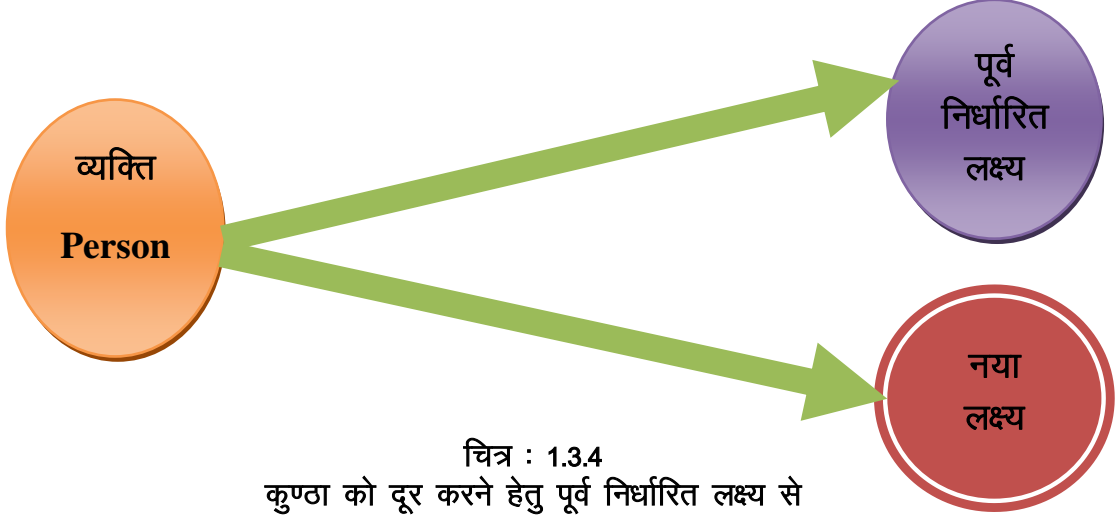 व्यक्ति
Person
पूर्व
निर्धारित
लक्ष्य
नया
लक्ष्य
चित्र : 1.3.4
कुण्ठा को दूर करने हेतु पूर्व निर्धारित लक्ष्य से